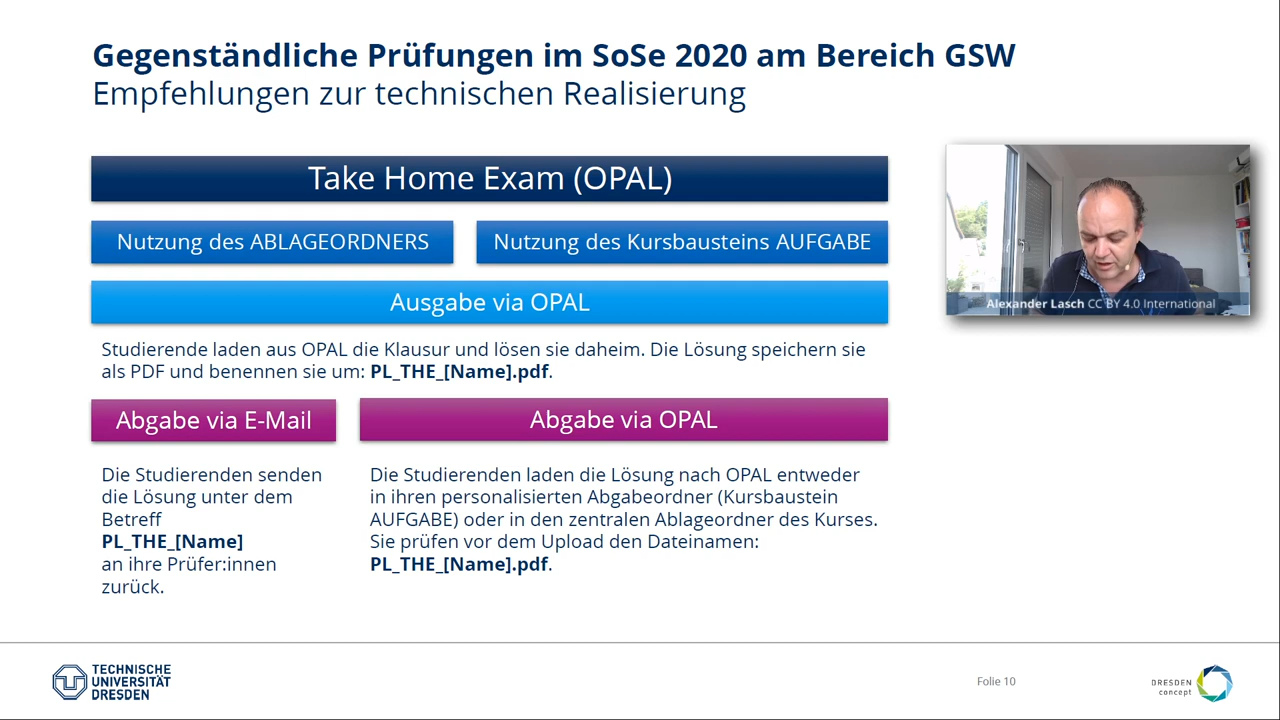 Gegenständliche Prüfungen im SoSe 2020 am Bereich GSW
Empfehlungen zur technischen Realisierung
Take Home Exam (OPAL)
Nutzung des ABLAGEORDNERS
Nutzung des Kursbausteins AUFGABE
Ausgabe via OPAL
Studierende laden aus OPAL die Klausur und lösen sie daheim. Die Lösung speichern sie
als PDF und benennen sie um: PL_THE_[Name].pdf.
Abgabe via E-Mail
Die Studierenden senden
die Lösung unter dem
Betreff
PL_THE_[Name]
an ihre Prüfer:innen
zurück.
Abgabe via OPAL
Die Studierenden laden die Lösung nach OPAL entweder
in ihren personalisierten Abgabeordner (Kursbaustein
AUFGABE) oder in den zentralen Ablageordner des Kurses.
Sie prüfen vor dem Upload den Dateinamen:
PL_THE_[Name].pdf.
Alexander Lasch CC BY 4.0 International
TECHNISCHE
UNIVERSITÄT
DRESDEN
Folie 10
DRESDEN
concept